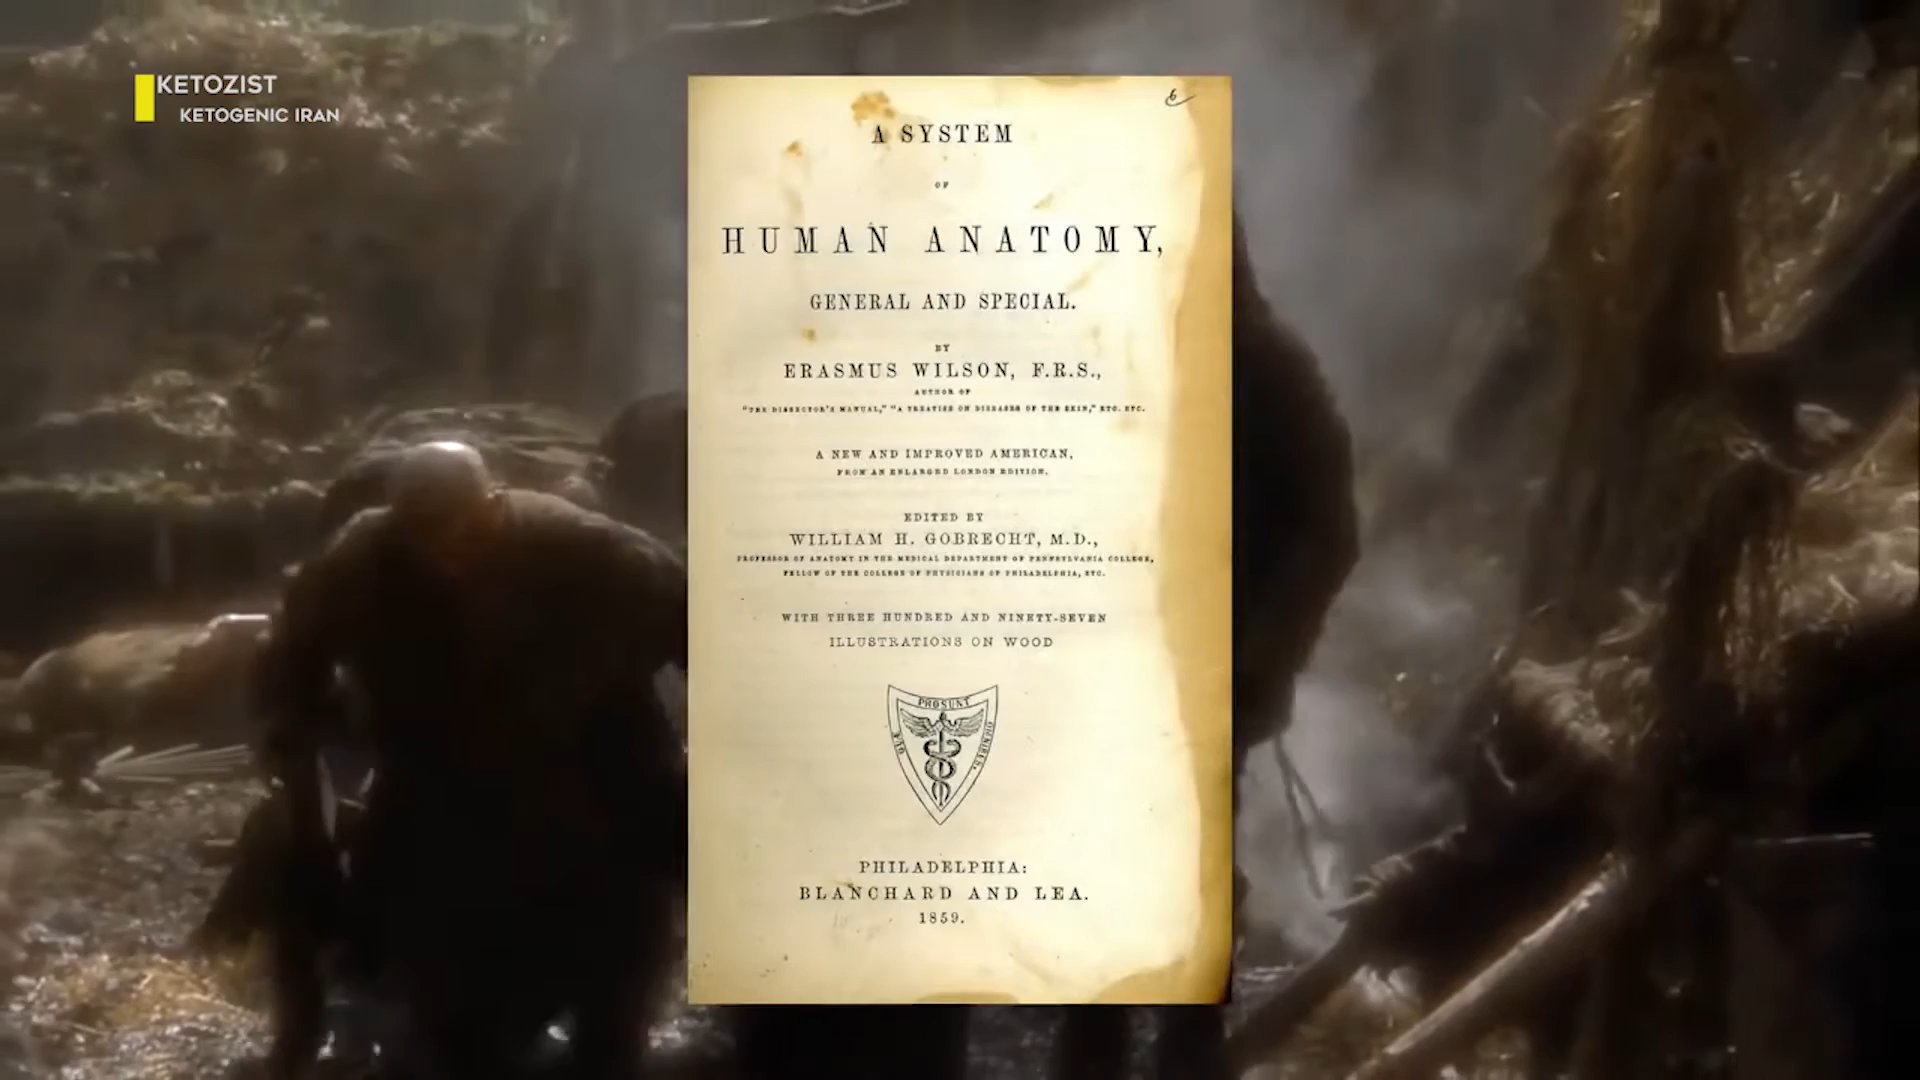 KETOZIST
KETOGENIC IRAN
6
A SYSTEM
OF
HUMAN ANATOMY,
GENERAL AND SPECIAL.
BY
ERASMUS WILSON, F.R.S.,
AUTHOR OF
"THE DISSECTOR'S MANUAL," "A TREATISE ON DISEASES OF THE SKIN," ETC. ETC.
A NEW AND IMPROVED AMERICAN,
FROM AN ENLARGED LONDON EDITION.
EDITED BY
WILLIAM H. GOBRECHT, M.D.,
PROFESSOR OF ANATOMY IN THE MEDICAL DEPARTMENT OF PENNSYLVANIA COLLEGE,
FELLOW OF THE COLLEGE OF PHYSICIANS OF PHILADELPHIA, ETC.
WITH THREE HUNDRED AND NINETY-SEVEN
ILLUSTRATIONS ON WOOD
QUÆ PROSUNT OMNIBUS.
PHILADELPHIA:
BLANCHARD AND LEA.
1859.